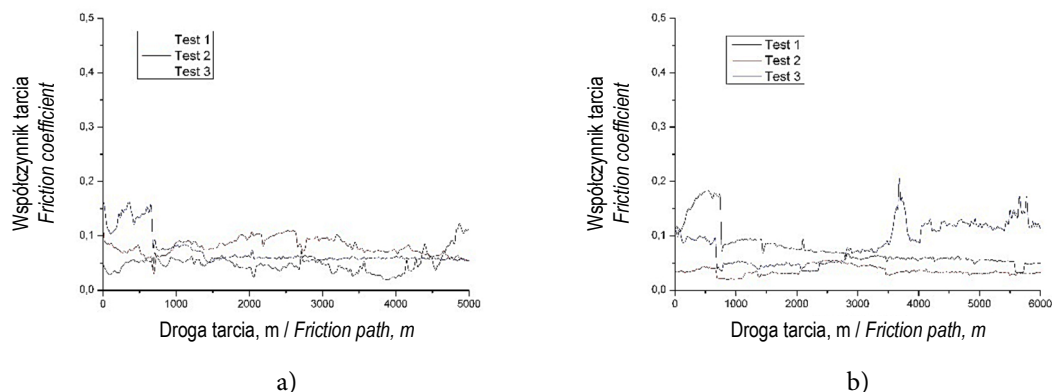 0,5
0,4
0,3
0,2
0,1
0,0
Współczynnik tarcia
Friction coefficient
Test 1
Test 2
Test 3
0 1000 2000 3000 4000 5000
Droga tarcia, m / Friction path, m
a)
0,5
0,4
0,3
0,2
0,1
0,0
Współczynnik tarcia
Friction coefficient
Test 1
Test 2
Test 3
0 1000 2000 3000 4000 5000 6000
Droga tarcia, m / Friction path, m
b)